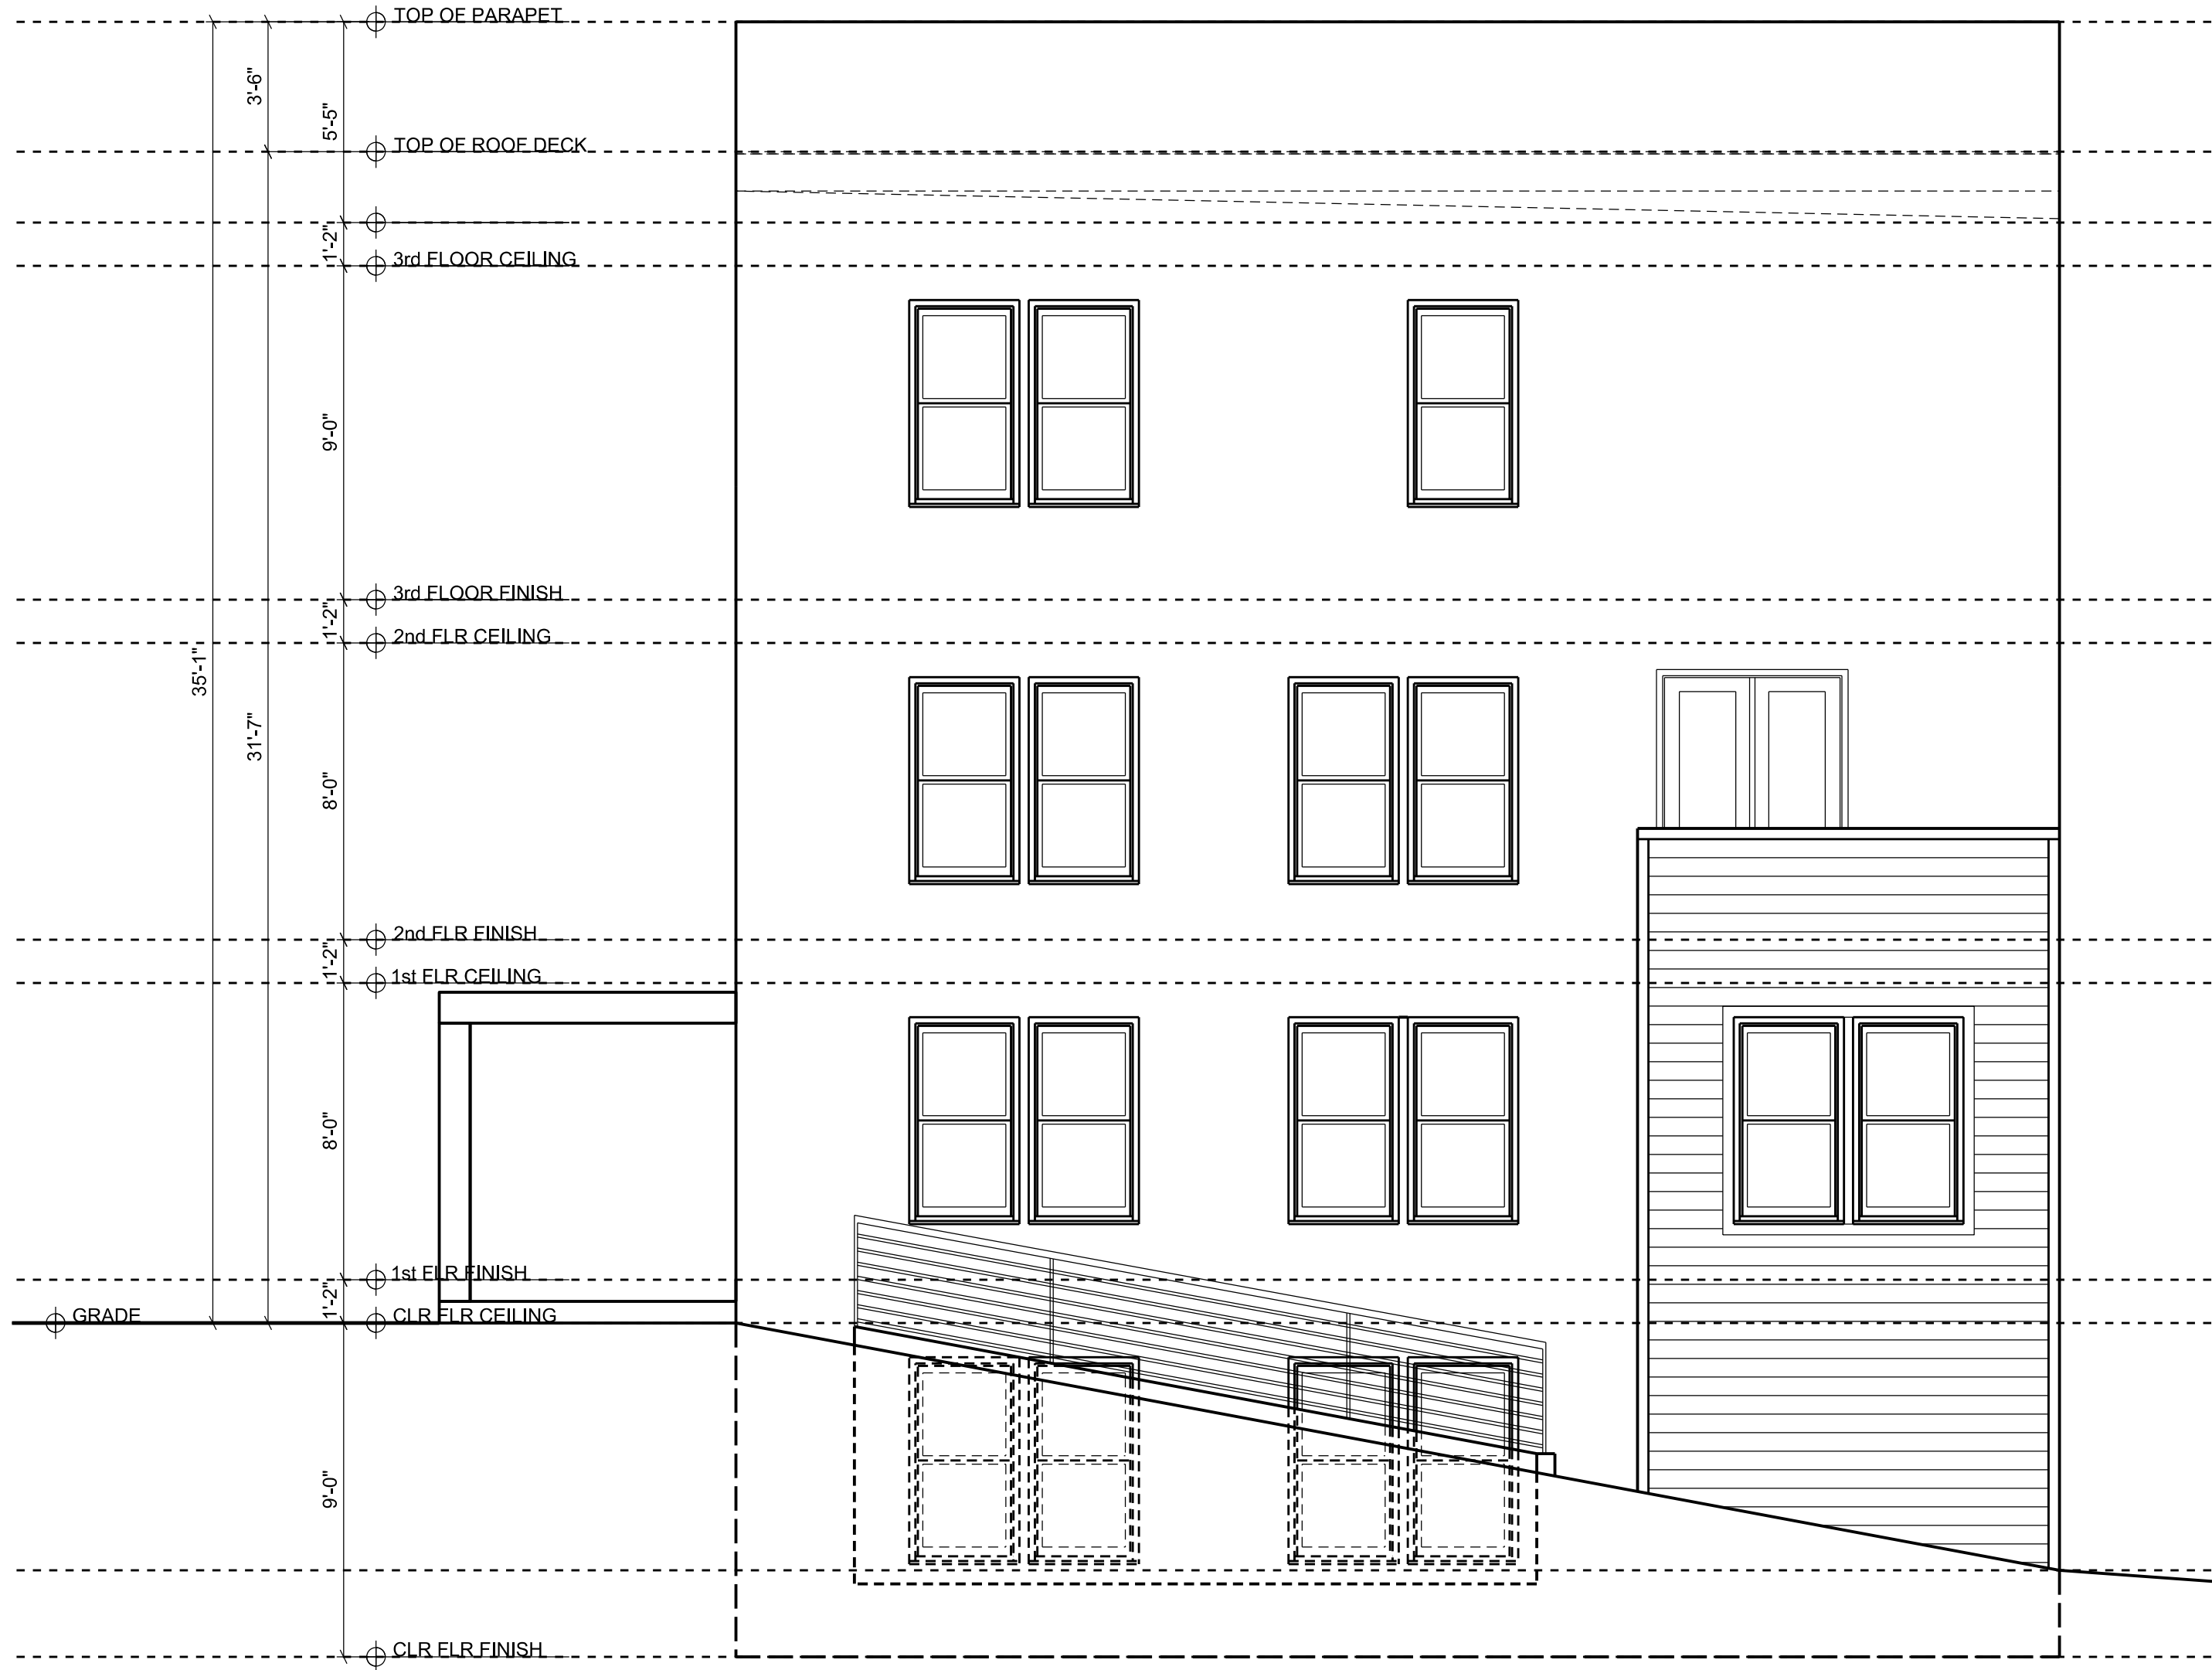 TOP OF PARAPET
3'-6"
5'-5"
TOP OF ROOF DECK
1'-2"
3rd FLOOR CEILING
9'-0"
3rd FLOOR FINISH
1'-2"
2nd FLR CEILING
35'-1"
31'-7"
8'-0"
2nd FLR FINISH
1'-2"
1st FLR CEILING
8'-0"
1st FLR FINISH
1'-2"
GRADE
CLR FLR CEILING
9'-0"
CLR FLR FINISH